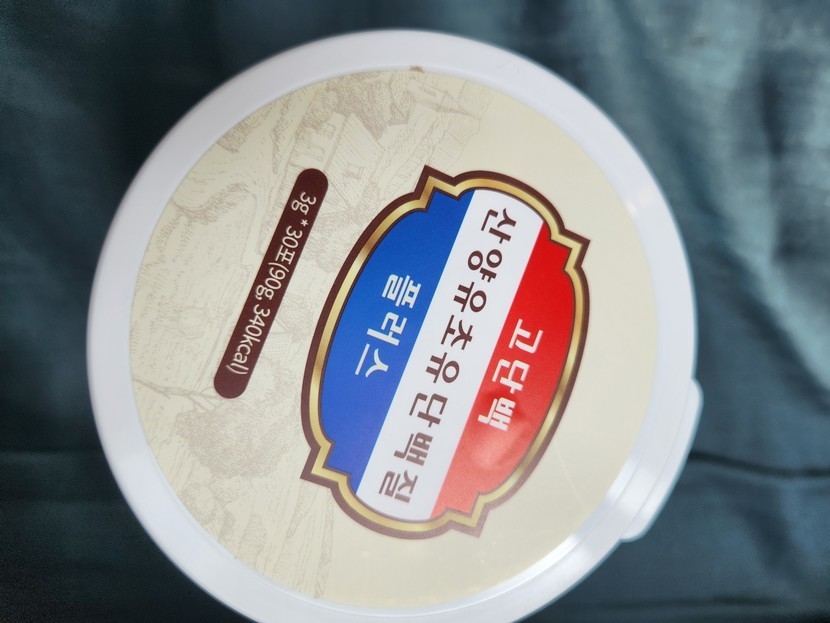 고단백
산양유초유단백질
플러스
3g * 30포(90g, 340kcal)